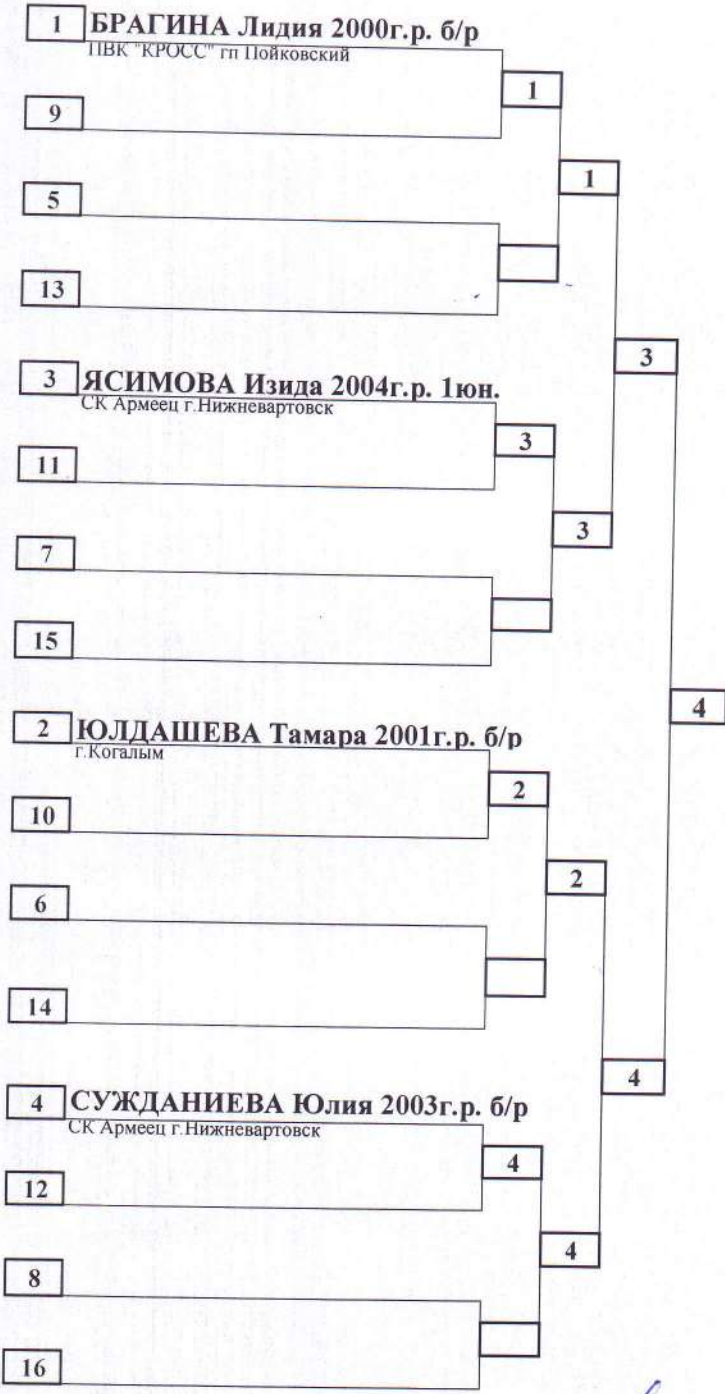 1 БРАГИНА Лидия 2000г.р. б/р
ПВК "КРОСС" гп Пойковский
1
9
1
5
13
3
3 ЯСИМОВА Изида 2004г.р. 1юн.
СК Армеец г.Нижневартовск
3
11
3
7
15
4
2 ЮЛДАШЕВА Тамара 2001г.р. б/р
г.Когалым
2
10
2
6
14
4
4 СУЖДАНИЕВА Юлия 2003г.р. б/р
СК Армеец г.Нижневартовск
4
12
4
8
16